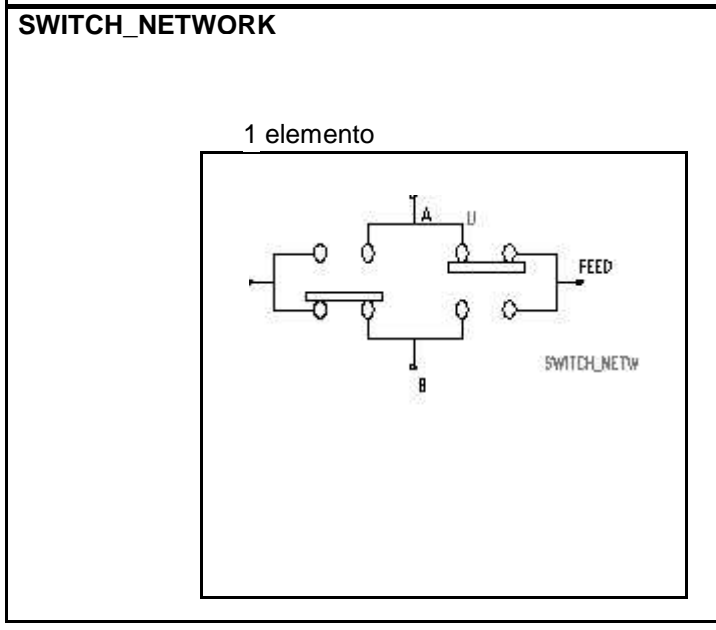 SWITCH_NETWORK
1 elemento
A U
FEED
SWITCH_NETW
B